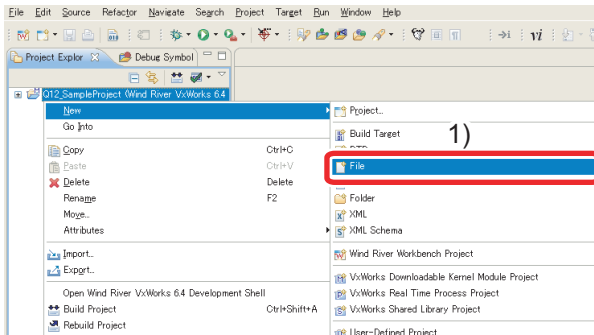 File Edit Source Refactor Navigate Search Project Target Run Window Help
Project Explor Debug Symbol
Q12_SampleProject (Wind River VxWorks 6.4
New
Go Into
Copy Ctrl+C
Paste Ctrl+V
Delete Delete
Rename F2
Move...
Attributes
Import...
Export...
Open Wind River VxWorks 6.4 Development Shell
Build Project Ctrl+Shift+A
Rebuild Project
Project...
Build Target
1)
File
Folder
XML
XML Schema
Wind River Workbench Project
VxWorks Downloadable Kernel Module Project
VxWorks Real Time Process Project
VxWorks Shared Library Project
User-Defined Project